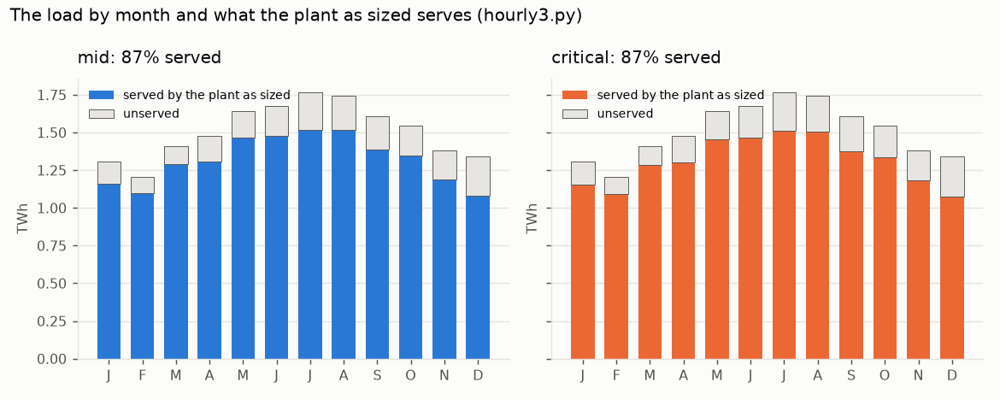 The load by month and what the plant as sized serves (hourly3.py)
mid: 87% served
served by the plant as sized
unserved
TWh
1.75
1.50
1.25
1.00
0.75
0.50
0.25
0.00
J F M A M J J A S O N D
critical: 87% served
served by the plant as sized
unserved
TWh
J F M A M J J A S O N D